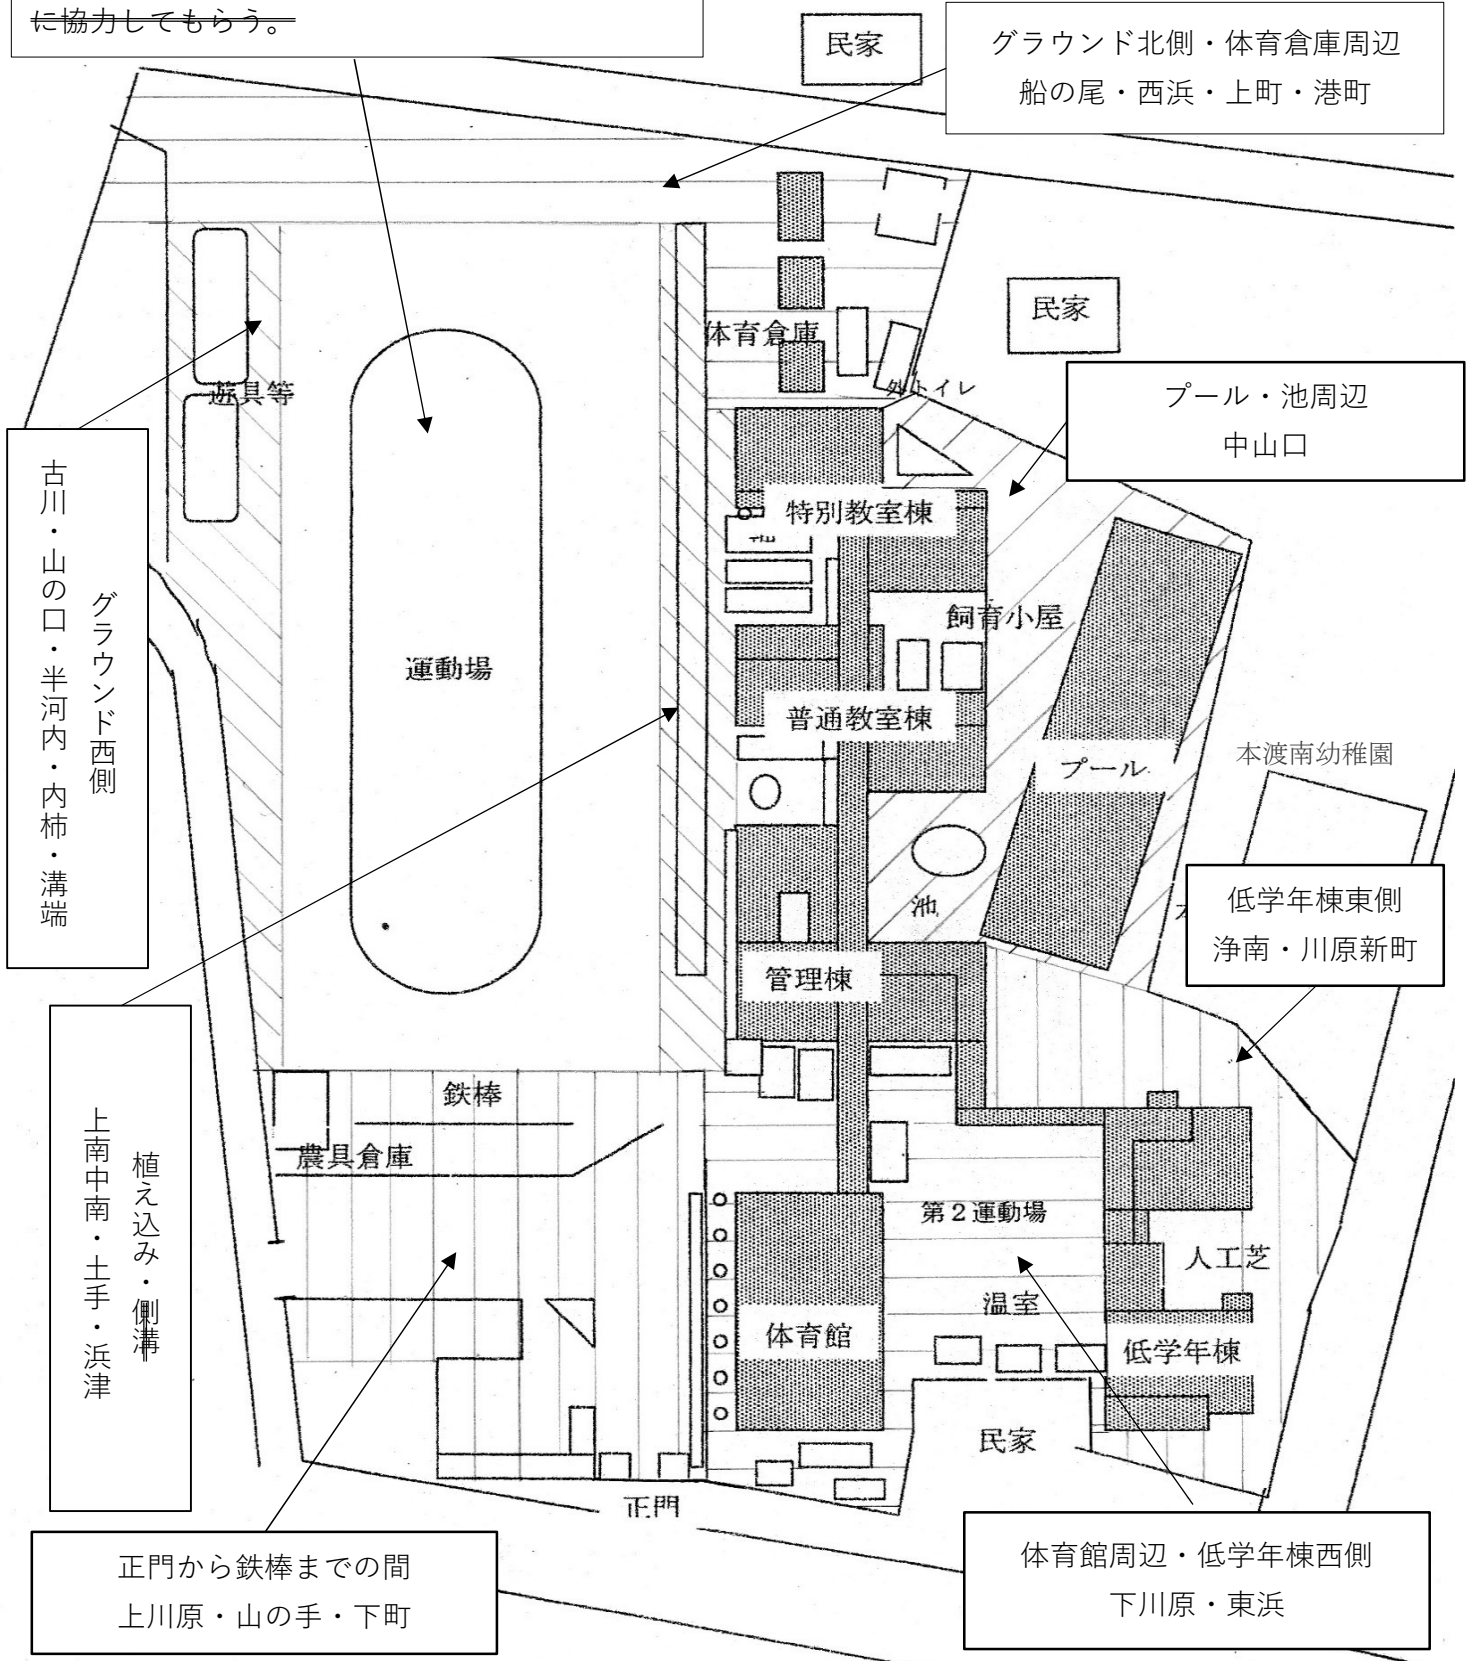 に協力してもらう。
民家
グラウンド北側・体育倉庫周辺
船の尾・西浜・上町・港町
民家
体育倉庫
遊具等
外トイレ
プール・池周辺
中山口
グラウンド西側
古川・山の口・半河内・内柿・溝端
特別教室棟
飼育小屋
運動場
普通教室棟
プール
本渡南幼稚園
池
低学年棟東側
浄南・川原新町
管理棟
植え込み・側溝
上南中南・土手・浜津
鉄棒
農具倉庫
第2運動場
人工芝
温室
体育館
低学年棟
民家
正門
正門から鉄棒までの間
上川原・山の手・下町
体育館周辺・低学年棟西側
下川原・東浜